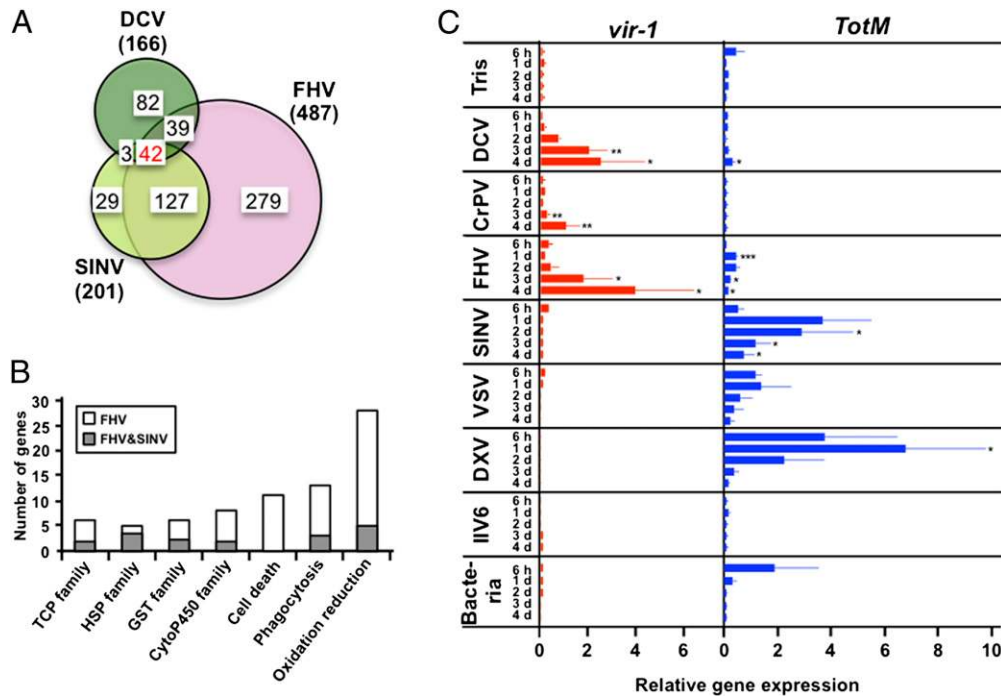 A
DCV
(166)
FHV
(487)
82
39
3 42
29 127 279
SINV
(201)
B
Number of genes
30
25
20
15
10
5
0
FHV
FHV&SINV
TCP family
HSP family
GST family
CytoP450 family
Cell death
Phagocytosis
Oxidation reduction
C
vir-1 TotM
Tris
6 h
1 d
2 d
3 d
4 d
DCV
6 h
1 d
2 d
3 d **
4 d * *
CrPV
6 h
1 d
2 d
3 d **
4 d **
FHV
6 h
1 d ***
2 d
3 d * *
4 d * *
SINV
6 h
1 d
2 d *
3 d *
4 d *
VSV
6 h
1 d
2 d
3 d
4 d
DXV
6 h
1 d *
2 d
3 d
4 d
IIV6
6 h
1 d
2 d
3 d
4 d
Bacte-
ria
6 h
1 d
2 d
3 d
4 d
0 2 4 6 0 2 4 6 8 10
Relative gene expression